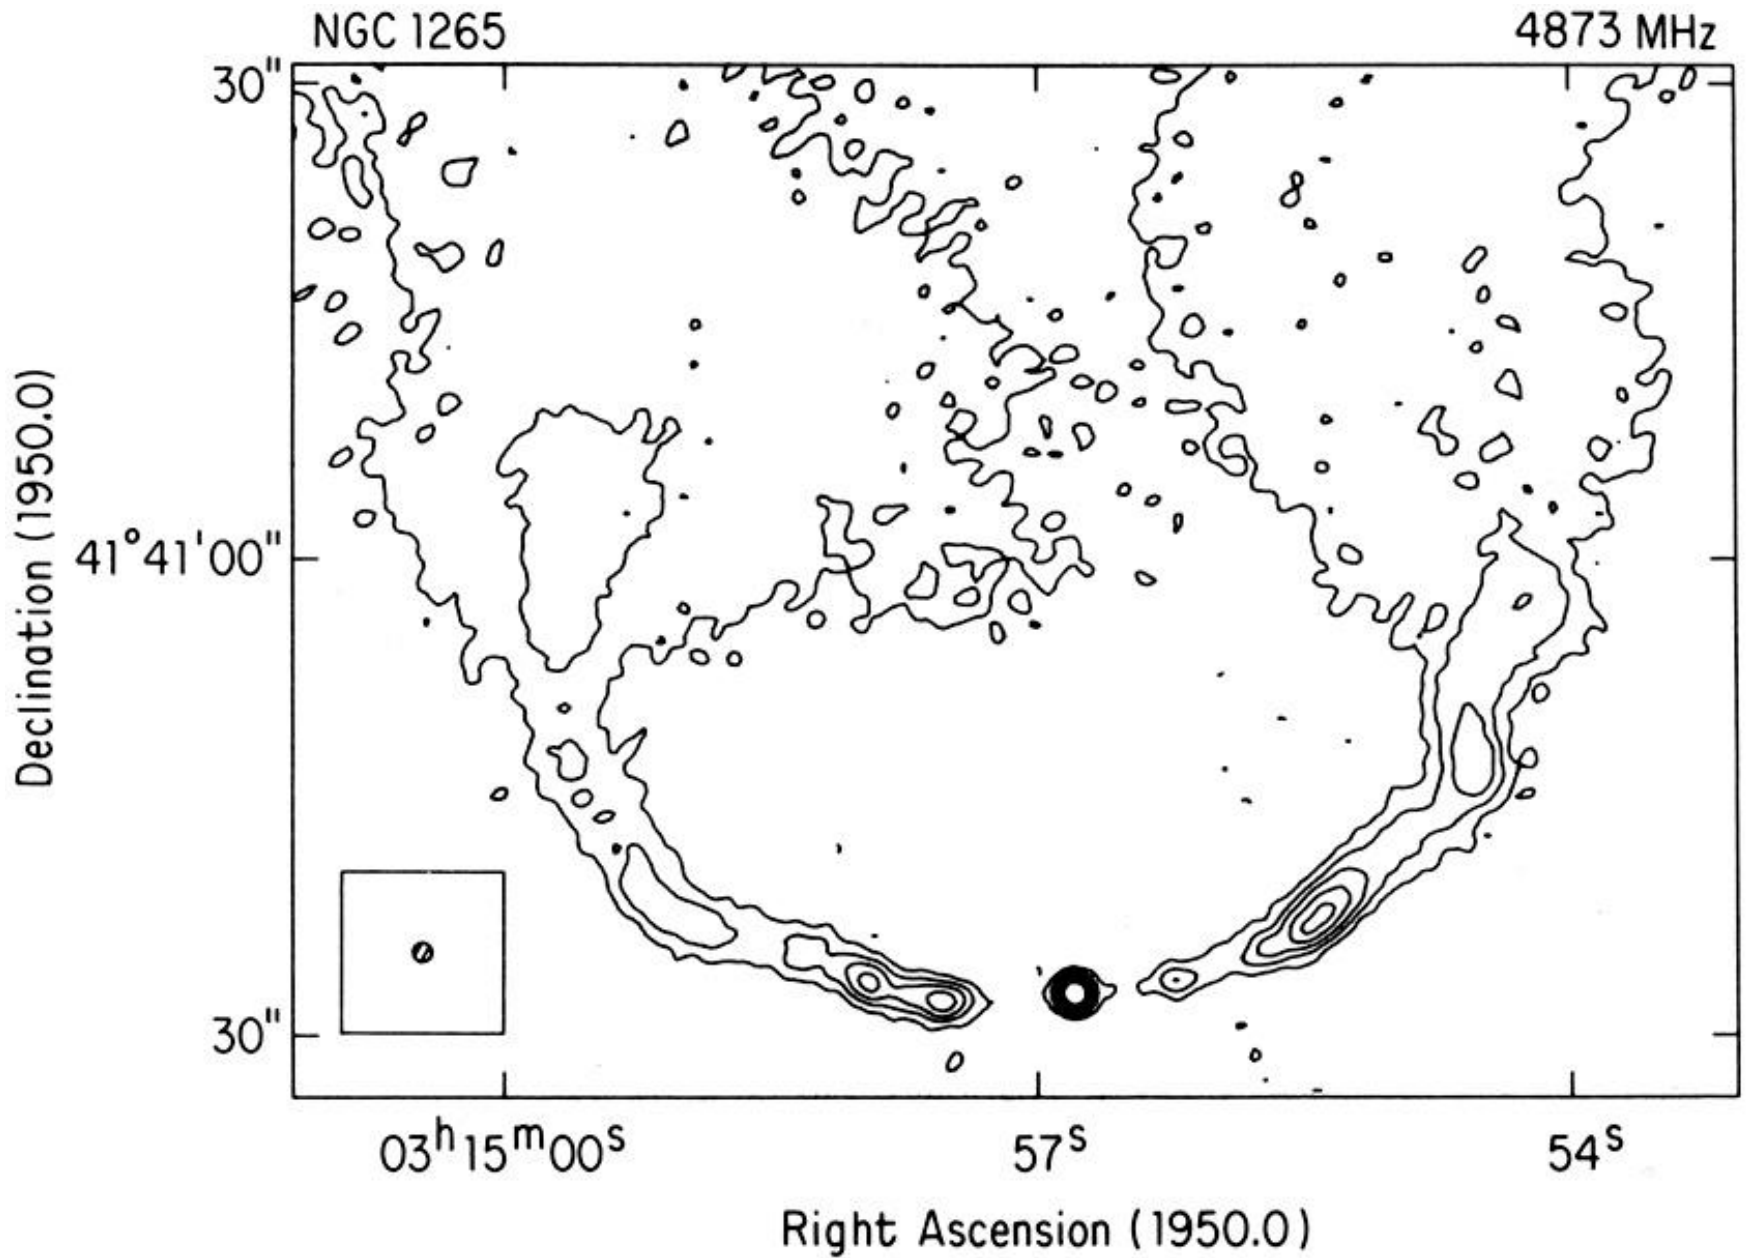 NGC 1265 4873 MHz
30"
41°41'00"
30"
Declination (1950.0)
03ʰ15ᵐ00ˢ 57ˢ 54ˢ
Right Ascension (1950.0)